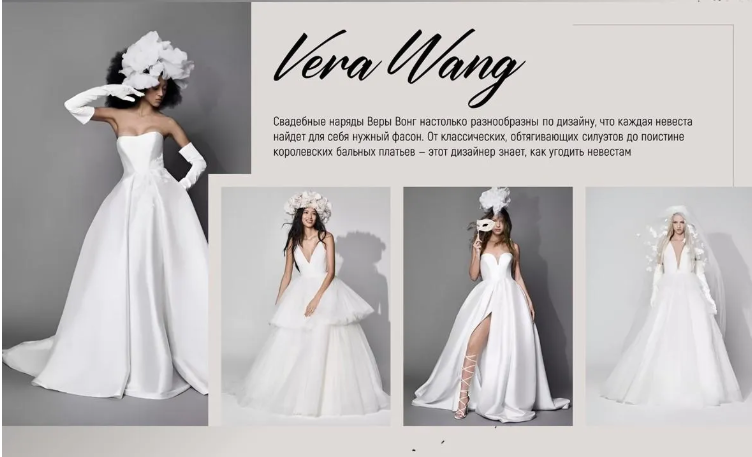 Vera Wang
Свадебные наряды Веры Вонг настолько разнообразны по дизайну, что каждая невеста
найдет для себя нужный фасон. От классических, обтягивающих силуэтов до поистине
королевских бальных платьев – этот дизайнер знает, как угодить невестам